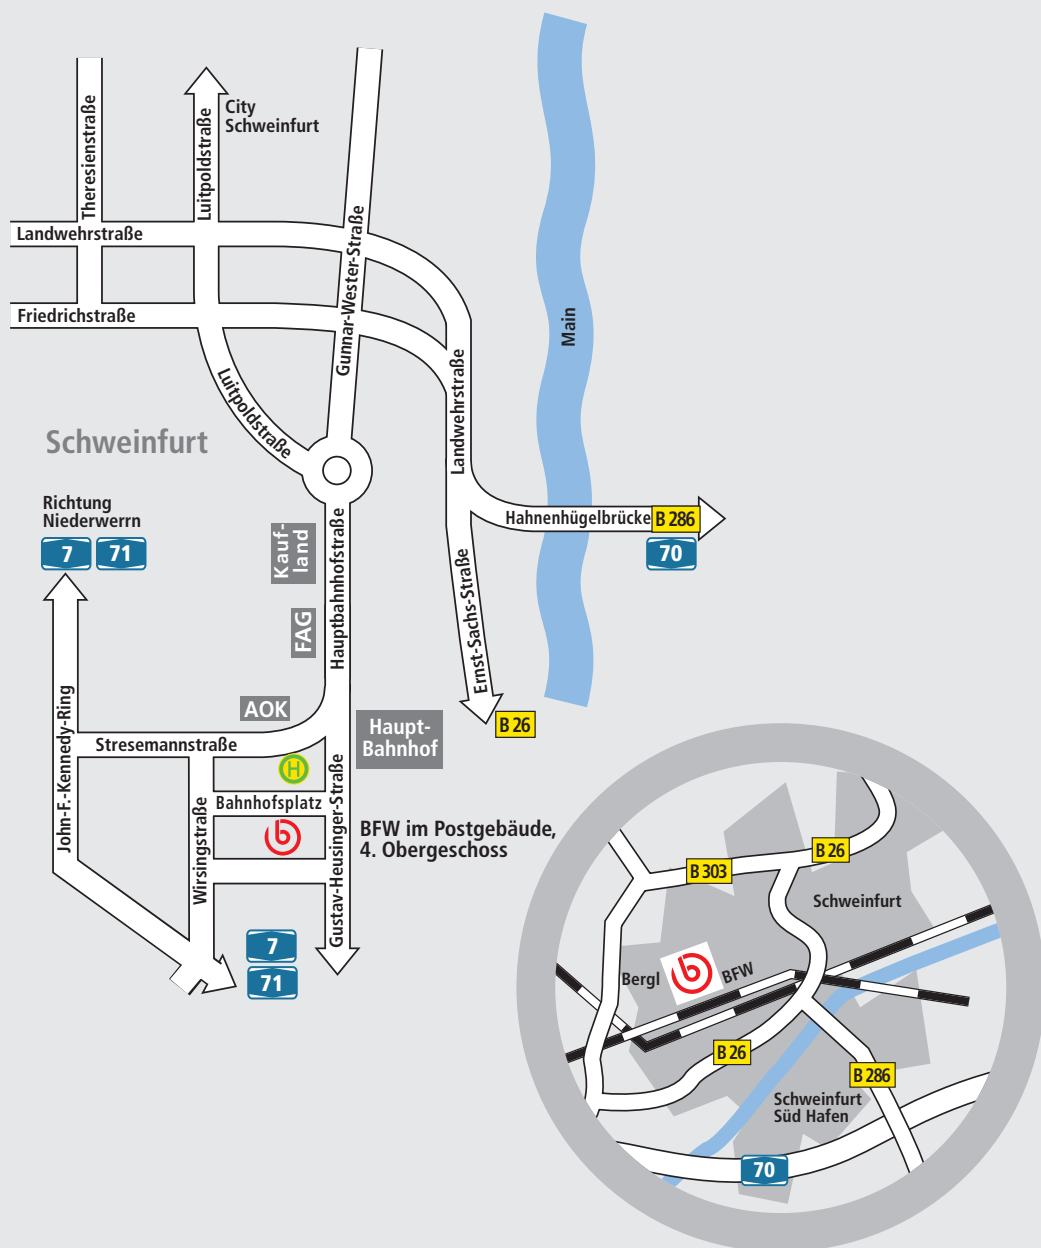 City
Schweinfurt
Theresienstraße
Luitpoldstraße
Landwehrstraße
Gunnar-Wester-Straße
Friedrichstraße
Main
Luitpoldstraße
Landwehrstraße
Schweinfurt
Richtung
Niederwerrn
7
71
Kauf-
land
Hauptbahnhofstraße
Hahnenhügelbrücke
B 286
70
FAG
Ernst-Sachs-Straße
AOK
Haupt-
Bahnhof
B 26
John-F.-Kennedy-Ring
Stresemannstraße
H
Bahnhofsplatz
Wirsingstraße
b
Gustav-Heusinger-Straße
BFW im Postgebäude,
4. Obergeschoss
7
71
B 303
B 26
Schweinfurt
Bergl
b
BFW
B 26
B 286
Schweinfurt
Süd Hafen
70